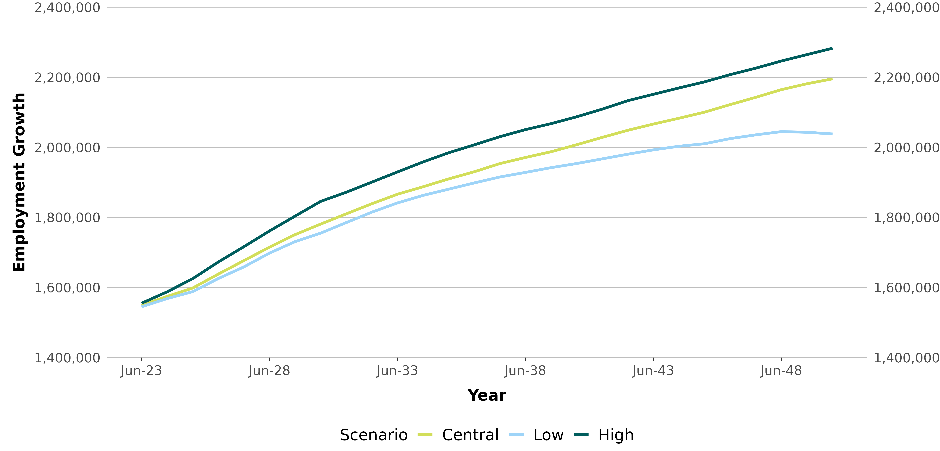 2,400,000 2,400,000
2,200,000 2,200,000
2,000,000 2,000,000
1,800,000 1,800,000
1,600,000 1,600,000
1,400,000 1,400,000
Employment Growth
Jun-23 Jun-28 Jun-33 Jun-38 Jun-43 Jun-48
Year
Scenario Central Low High